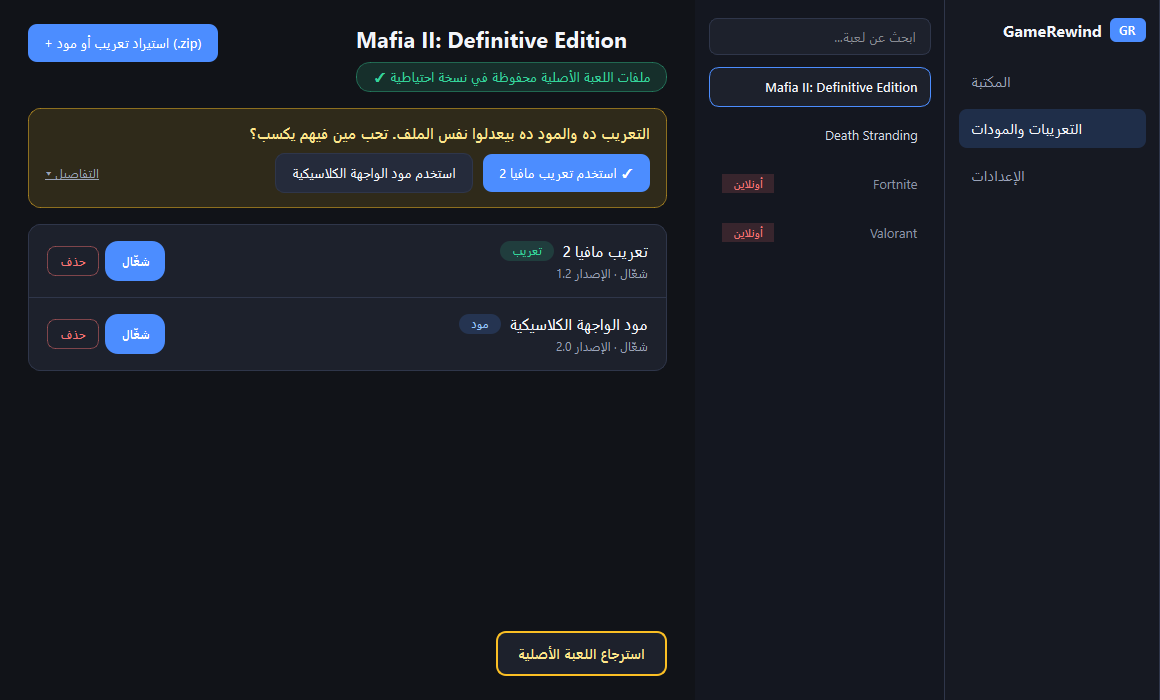 GR
GameRewind
المكتبة
التعريبات والمودات
الإعدادات
ابحث عن لعبة...
Mafia II: Definitive Edition
Death Stranding
Fortnite
أونلاين
Valorant
أونلاين
Mafia II: Definitive Edition
+ استيراد تعريب أو مود (.zip)
ملفات اللعبة الأصلية محفوظة في نسخة احتياطية ✓
التعريب ده والمود ده بيعدلوا نفس الملف. تحب مين فيهم يكسب؟
✓ استخدم تعريب مافيا 2
استخدم مود الواجهة الكلاسيكية
التفاصيل ▾
تعريب مافيا 2
تعريب
شغّال · الإصدار 1.2
شغّال
حذف
مود الواجهة الكلاسيكية
مود
شغّال · الإصدار 2.0
شغّال
حذف
استرجاع اللعبة الأصلية